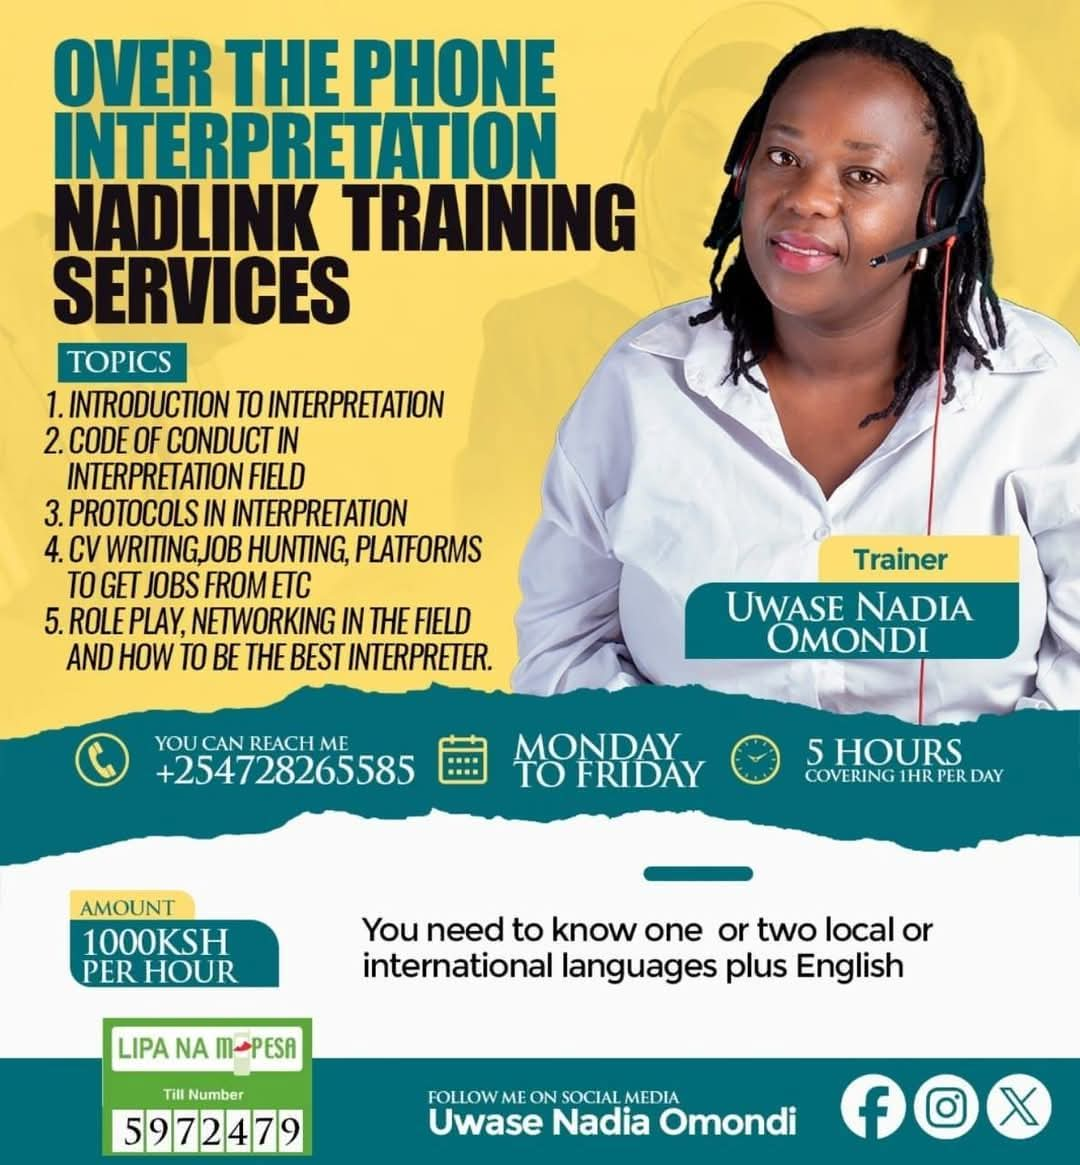 OVER THE PHONE
INTERPRETATION
NADLINK TRAINING
SERVICES
TOPICS
1. INTRODUCTION TO INTERPRETATION
2. CODE OF CONDUCT IN
INTERPRETATION FIELD
3. PROTOCOLS IN INTERPRETATION
4. CV WRITING,JOB HUNTING, PLATFORMS
TO GET JOBS FROM ETC
5. ROLE PLAY, NETWORKING IN THE FIELD
AND HOW TO BE THE BEST INTERPRETER.
Trainer
UWASE NADIA
OMONDI
YOU CAN REACH ME
+254728265585
MONDAY
TO FRIDAY
5 HOURS
COVERING 1HR PER DAY
AMOUNT
1000KSH
PER HOUR
You need to know one or two local or
international languages plus English
LIPA NA M-PESA
Till Number
5972479
FOLLOW ME ON SOCIAL MEDIA
Uwase Nadia Omondi